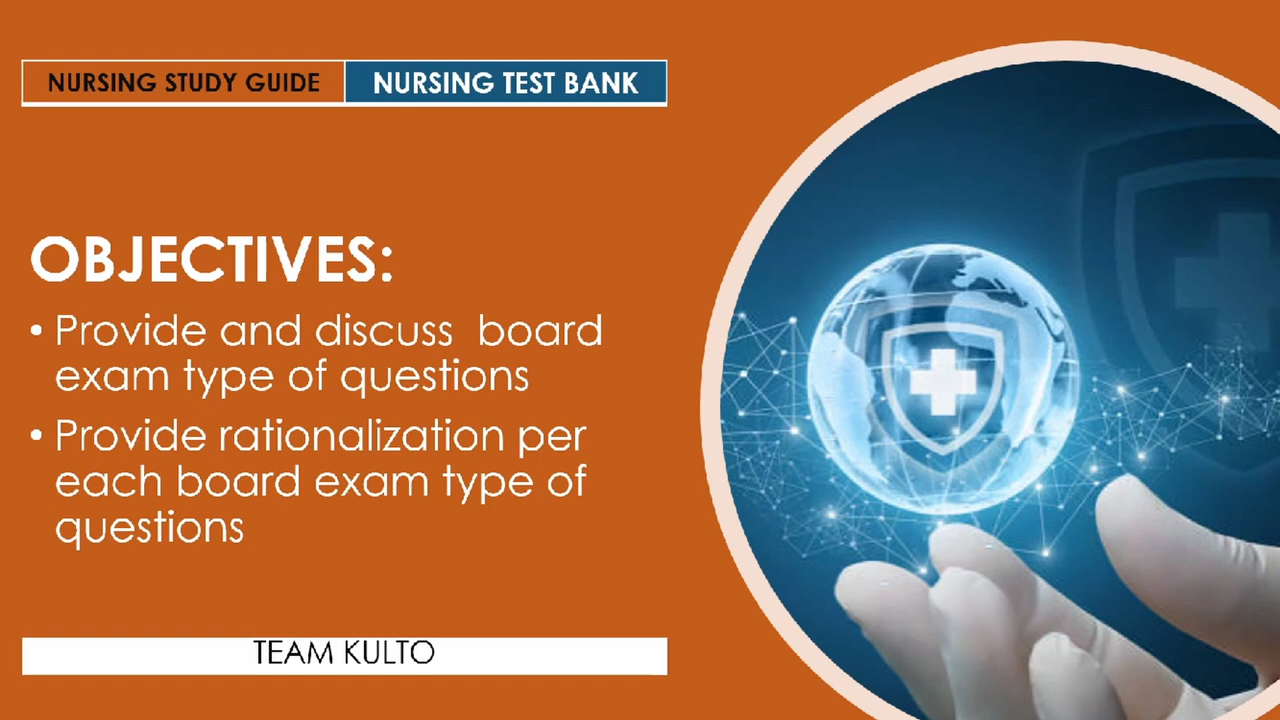 NURSING STUDY GUIDE
NURSING TEST BANK
OBJECTIVES:
• Provide and discuss  board
exam type of questions
• Provide rationalization per
each board exam type of
questions
TEAM KULTO